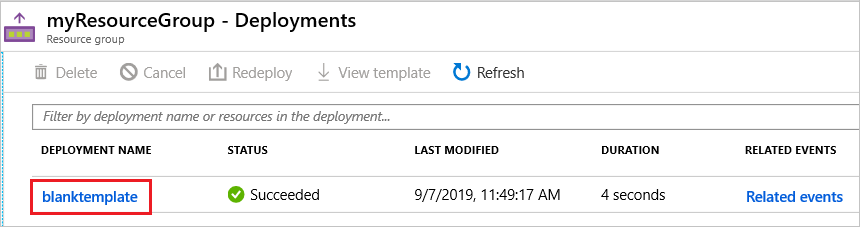 myResourceGroup - Deployments
Resource group
Delete Cancel Redeploy View template Refresh
Filter by deployment name or resources in the deployment...
DEPLOYMENT NAME STATUS LAST MODIFIED DURATION RELATED EVENTS
blanktemplate Succeeded 9/7/2019, 11:49:17 AM 4 seconds Related events